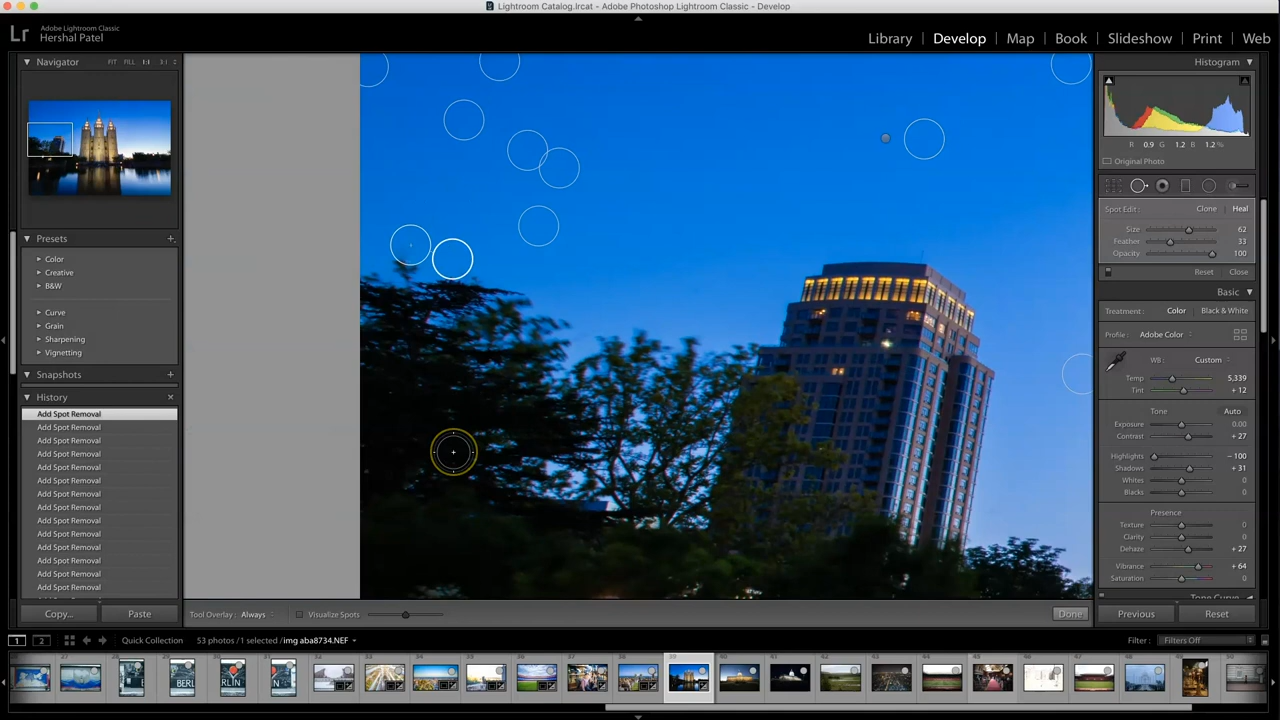 Lightroom Catalog.lrcat - Adobe Photoshop Lightroom Classic - Develop
Lr
Adobe Lightroom Classic
Hershal Patel
Library
Develop
Map
Book
Slideshow
Print
Web
Navigator
FIT
FILL
1:1
3:1
Presets
Color
Creative
B&W
Curve
Grain
Sharpening
Vignetting
Snapshots
History
Add Spot Removal
Add Spot Removal
Add Spot Removal
Add Spot Removal
Add Spot Removal
Add Spot Removal
Add Spot Removal
Add Spot Removal
Add Spot Removal
Add Spot Removal
Add Spot Removal
Add Spot Removal
Add Spot Removal
Add Spot Removal
Copy...
Paste
Tool Overlay : Always
Visualize Spots
Done
Histogram
R 0.9 G 1.2 B 1.2 %
Original Photo
Spot Edit :
Clone
Heal
Size 62
Feather 33
Opacity 100
Reset
Close
Basic
Treatment :
Color
Black & White
Profile : Adobe Color
WB : Custom
Temp 5,339
Tint + 12
Tone
Auto
Exposure 0.00
Contrast + 27
Highlights − 100
Shadows + 31
Whites 0
Blacks 0
Presence
Texture 0
Clarity 0
Dehaze + 27
Vibrance + 64
Saturation 0
Tone Curve
Previous
Reset
1
2
Quick Collection
53 photos / 1 selected / img aba8734.NEF
Filter :
Filters Off